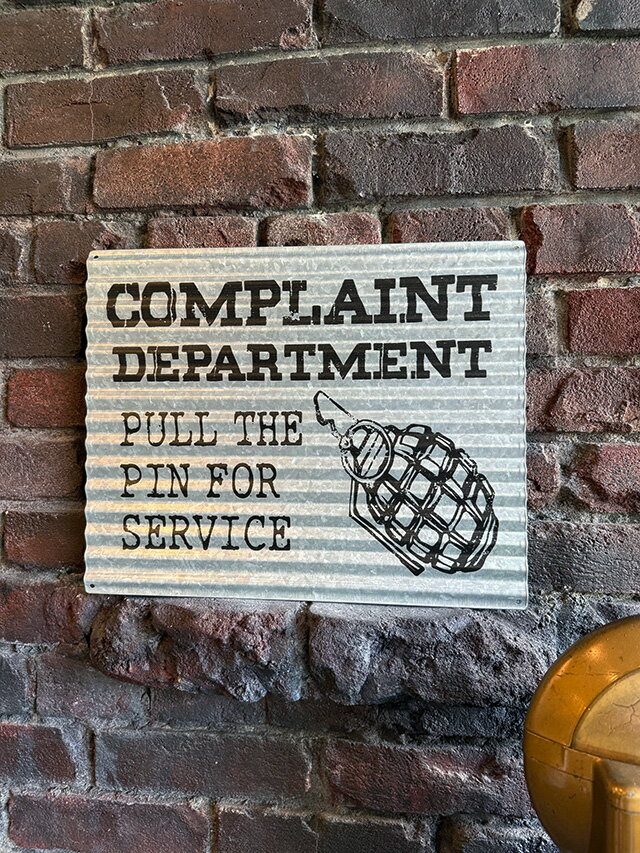 COMPLAINT
DEPARTMENT
PULL THE
PIN FOR
SERVICE